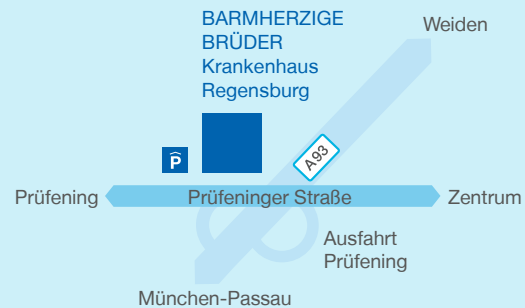 BARMHERZIGE
BRÜDER
Krankenhaus
Regensburg
Weiden
P
A93
Prüfening
Prüfeninger Straße
Zentrum
Ausfahrt
Prüfening
München-Passau